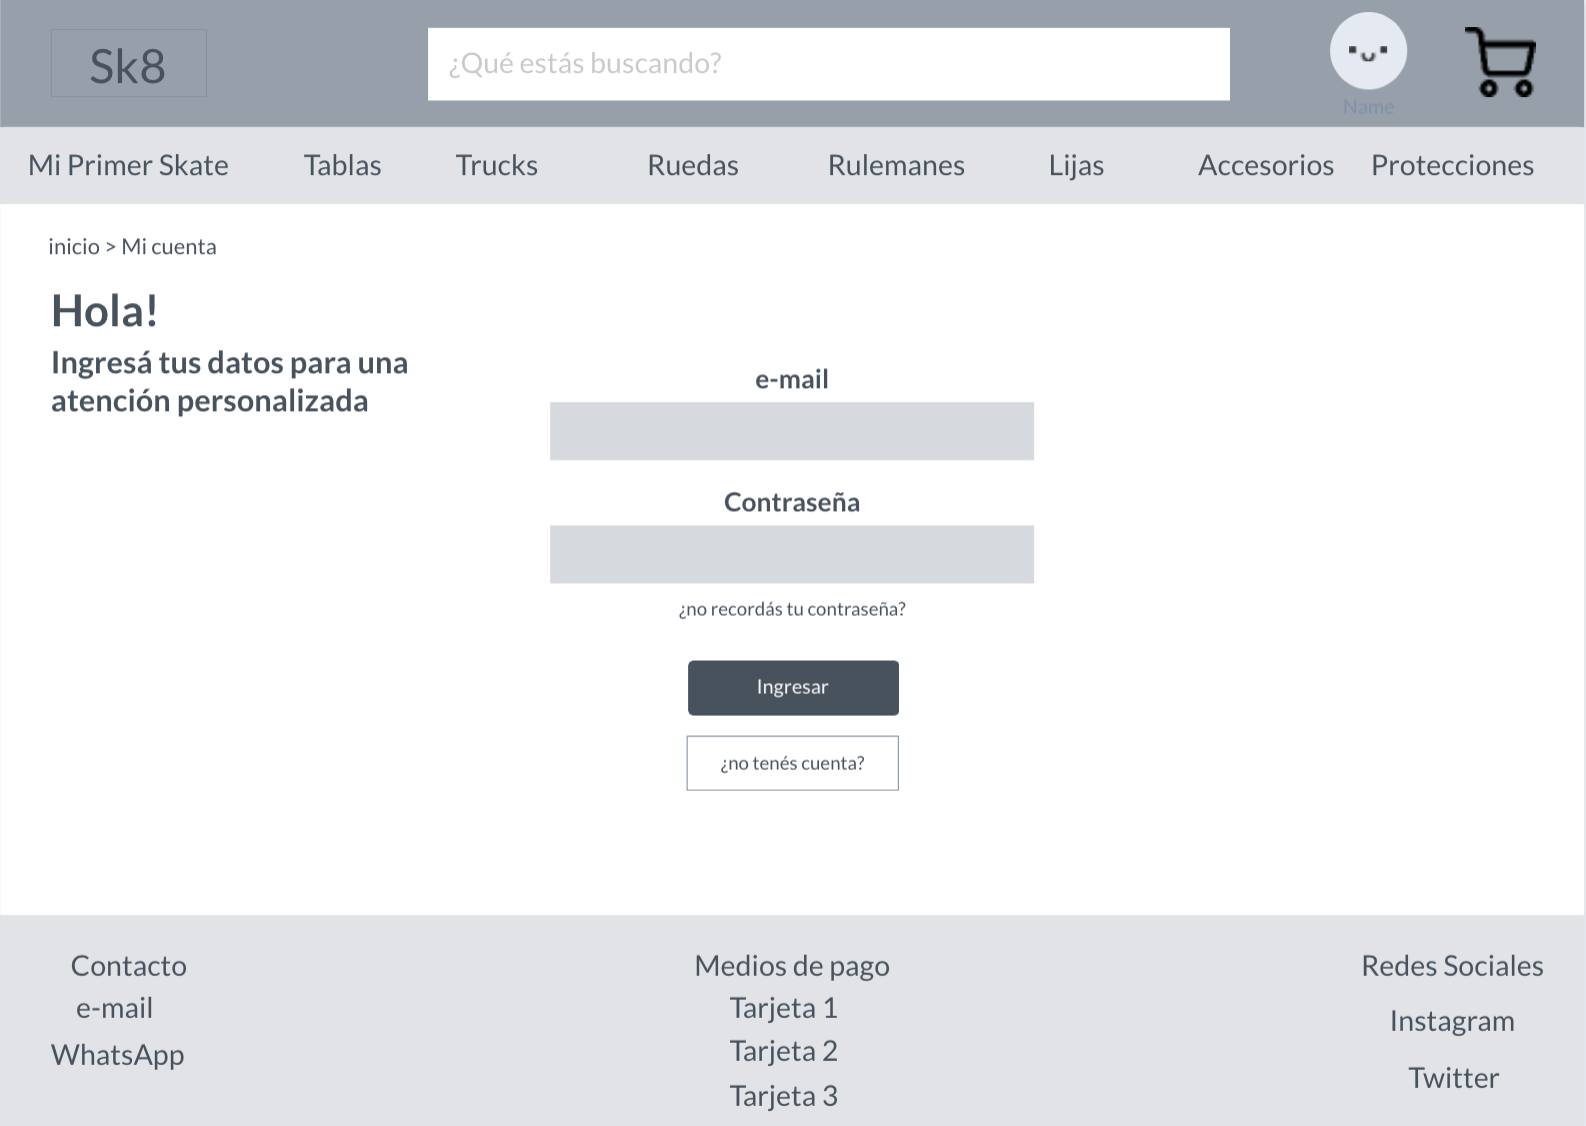 Sk8
¿Qué estás buscando?
Name
Mi Primer Skate
Tablas
Trucks
Ruedas
Rulemanes
Lijas
Accesorios
Protecciones
inicio > Mi cuenta
Hola!
Ingresá tus datos para una
atención personalizada
e-mail
Contraseña
¿no recordás tu contraseña?
Ingresar
¿no tenés cuenta?
Contacto
e-mail
WhatsApp
Medios de pago
Tarjeta 1
Tarjeta 2
Tarjeta 3
Redes Sociales
Instagram
Twitter